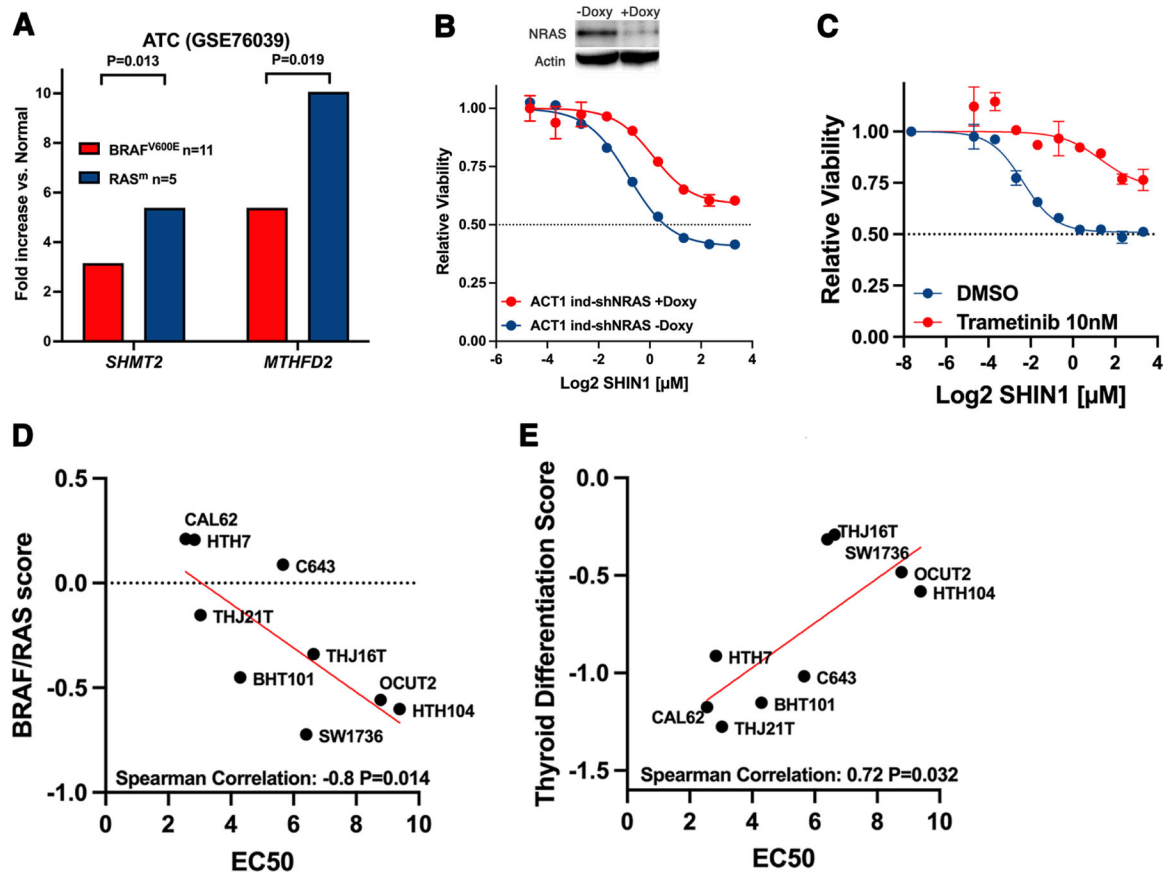 A
ATC (GSE76039)
P=0.013
P=0.019
Fold increase vs. Normal
10
8
6
4
2
0
BRAFV600E n=11
RASm n=5
SHMT2
MTHFD2
B
-Doxy +Doxy
NRAS
Actin
Relative Viability
1.00
0.75
0.50
0.25
0.00
ACT1 ind-shNRAS +Doxy
ACT1 ind-shNRAS -Doxy
-6 -4 -2 0 2 4
Log2 SHIN1 [µM]
C
Relative Viability
1.00
0.50
0.00
DMSO
Trametinib 10nM
-8 -6 -4 -2 0 2 4
Log2 SHIN1 [µM]
D
BRAF/RAS score
0.5
0.0
-0.5
-1.0
CAL62
HTH7
C643
THJ21T
THJ16T
BHT101
OCUT2
HTH104
SW1736
Spearman Correlation: -0.8 P=0.014
0 2 4 6 8 10
EC50
E
Thyroid Differentiation Score
0.0
-0.5
-1.0
-1.5
THJ16T
SW1736
OCUT2
HTH104
HTH7
C643
BHT101
CAL62
THJ21T
Spearman Correlation: 0.72 P=0.032
0 2 4 6 8 10
EC50